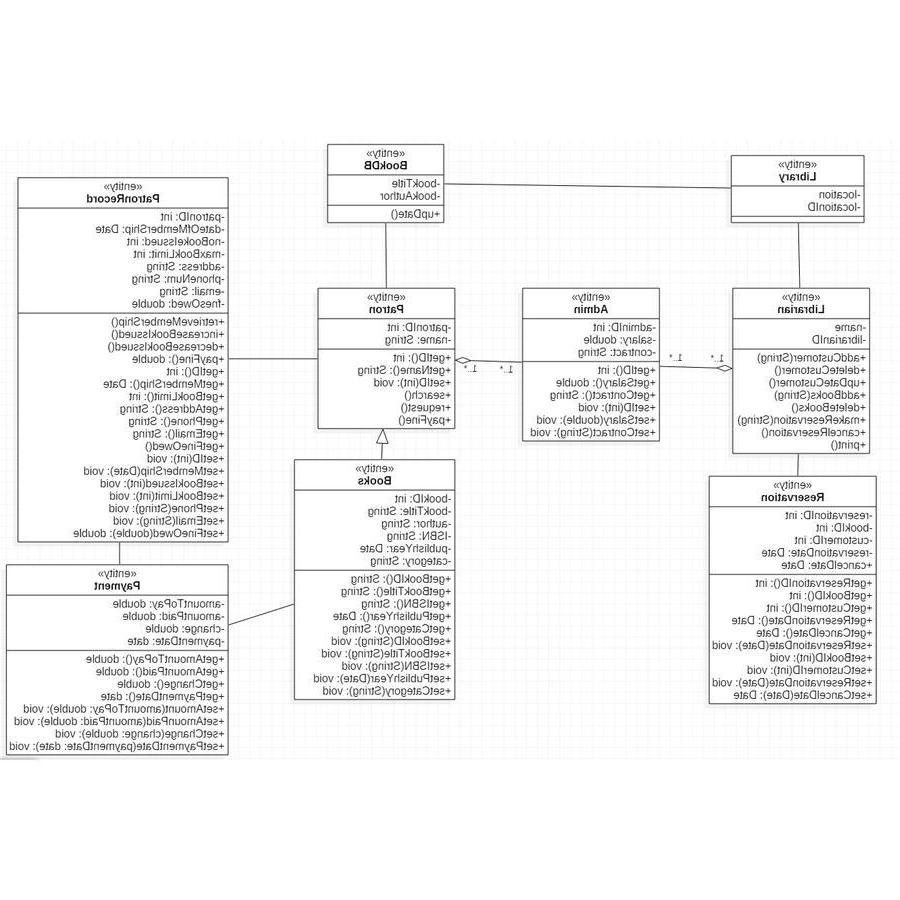 «entity»
Library
-location
-locationID
«entity»
BookDB
-bookTitle
-bookAuthor
+upDate()
«entity»
PatronRecord
-patronID: int
-dateOfMemberShip: Date
-noBookeIssued: int
-maxBookLimit: int
-address: String
-phoneNum: String
-email: String
-fnesOwed: double
+retrieveMemberShip()
+increaseBookIssued()
+decreaseBookIssued()
+payFine(): double
+getID(): int
+getMemberShip(): Date
+getBookLimit(): int
+getAddress(): String
+getPhone(): String
+getEmail(): String
+getFineOwed()
+setID(int): void
+setMemberShip(Date): void
+setBookIssued(int): void
+setBookLimit(int): void
+setPhone(String): void
+setEmail(String): void
+setFineOwed(double): double
«entity»
Librarian
-name
-librarianID
+addCustomer(String)
+deleteCustomer()
+updateCustomer()
+addBooks(String)
+deleteBooks()
+makeReservation(String)
+cancelReservation()
+print()
1..*
1..*
«entity»
Admin
-adminID: int
-salary: double
-contract: String
+getID(): int
+getSalary(): double
+getContract(): String
+setID(int): void
+setSalary(double): void
+setContract(String): void
1..*
1..*
«entity»
Patron
-patronID: int
-name: String
+getID(): int
+getName(): String
+setID(int): void
+search()
+request()
+payFine()
«entity»
Reservation
-reservationID: int
-bookID: int
-customerID: int
-reservationDate: Date
+cancelDate: Date
+getReservationID(): int
+getBookID(): int
+getCustomerID(): int
+getReservationDate(): Date
+getCancelDate(): Date
+setReservationDate(Date): void
+setBookID(int): void
+setCustomerID(int): void
+setReservationDate(Date): void
+setCancelDate(Date): Date
«entity»
Books
-bookID: int
-bookTitle: String
-author: String
-ISBN: String
-publishYear: Date
-category: String
+getBookID(): String
+getBookTitle(): String
+getISBN(): String
+getPublishYear(): Date
+getCategory(): String
+setBookID(String): void
+setBookTitle(String): void
+setISBN(String): void
+setPublishYear(Date): void
+setCategory(String): void
«entity»
Payment
-amountToPay: double
-amountPaid: double
-change: double
-paymentDate: date
+getAmountToPay(): double
+getAmountPaid(): double
+getChange(): double
+getPaymentDate(): date
+setAmount(amountToPay: double): void
+setAmountPaid(amountPaid: double): void
+setChange(change: double): void
+setPaymentDate(paymentDate: date): void